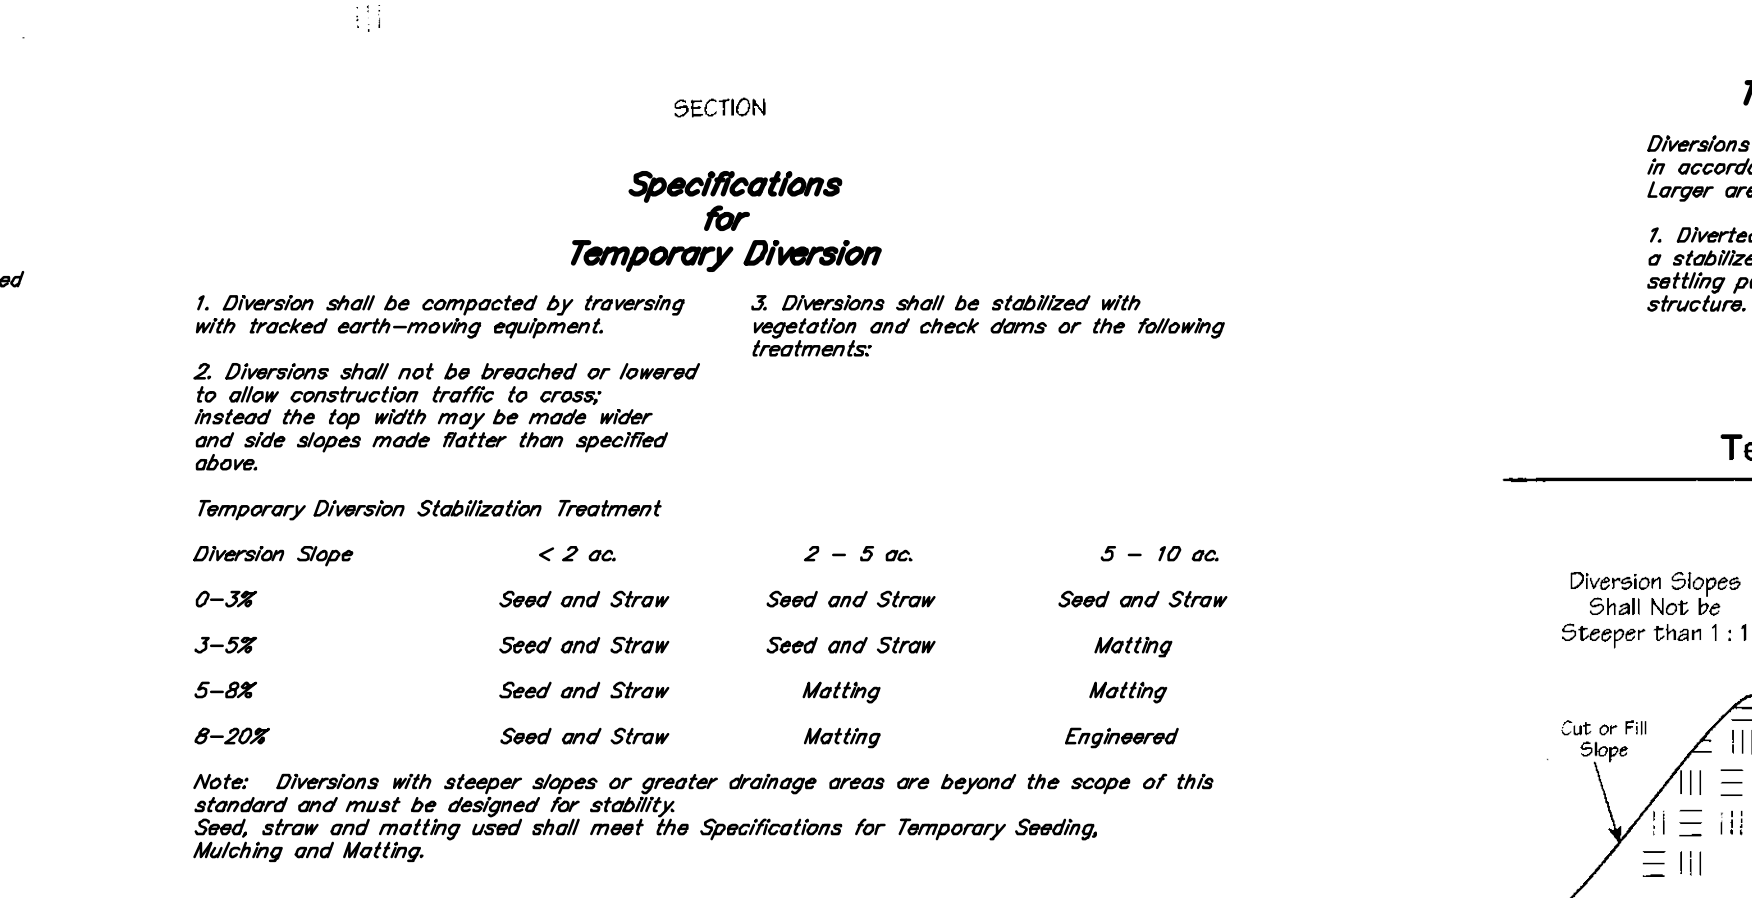 SECTION
Specifications
for
Temporary Diversion
1. Diversion shall be compacted by traversing
with tracked earth-moving equipment.
2. Diversions shall not be breached or lowered
to allow construction traffic to cross;
instead the top width may be made wider
and side slopes made flatter than specified
above.
3. Diversions shall be stabilized with
vegetation and check dams or the following
treatments:
Temporary Diversion Stabilization Treatment
Diversion Slope < 2 ac. 2 - 5 ac. 5 - 10 ac.
0-3% Seed and Straw Seed and Straw Seed and Straw
3-5% Seed and Straw Seed and Straw Matting
5-8% Seed and Straw Matting Matting
8-20% Seed and Straw Matting Engineered
Note: Diversions with steeper slopes or greater drainage areas are beyond the scope of this
standard and must be designed for stability.
Seed, straw and matting used shall meet the Specifications for Temporary Seeding,
Mulching and Matting.
ed
Diversions
in
Larger
1.
a
settling
structure.
Diversion Slopes
Shall Not be
Steeper than 1 : 1
Cut or Fill
Slope